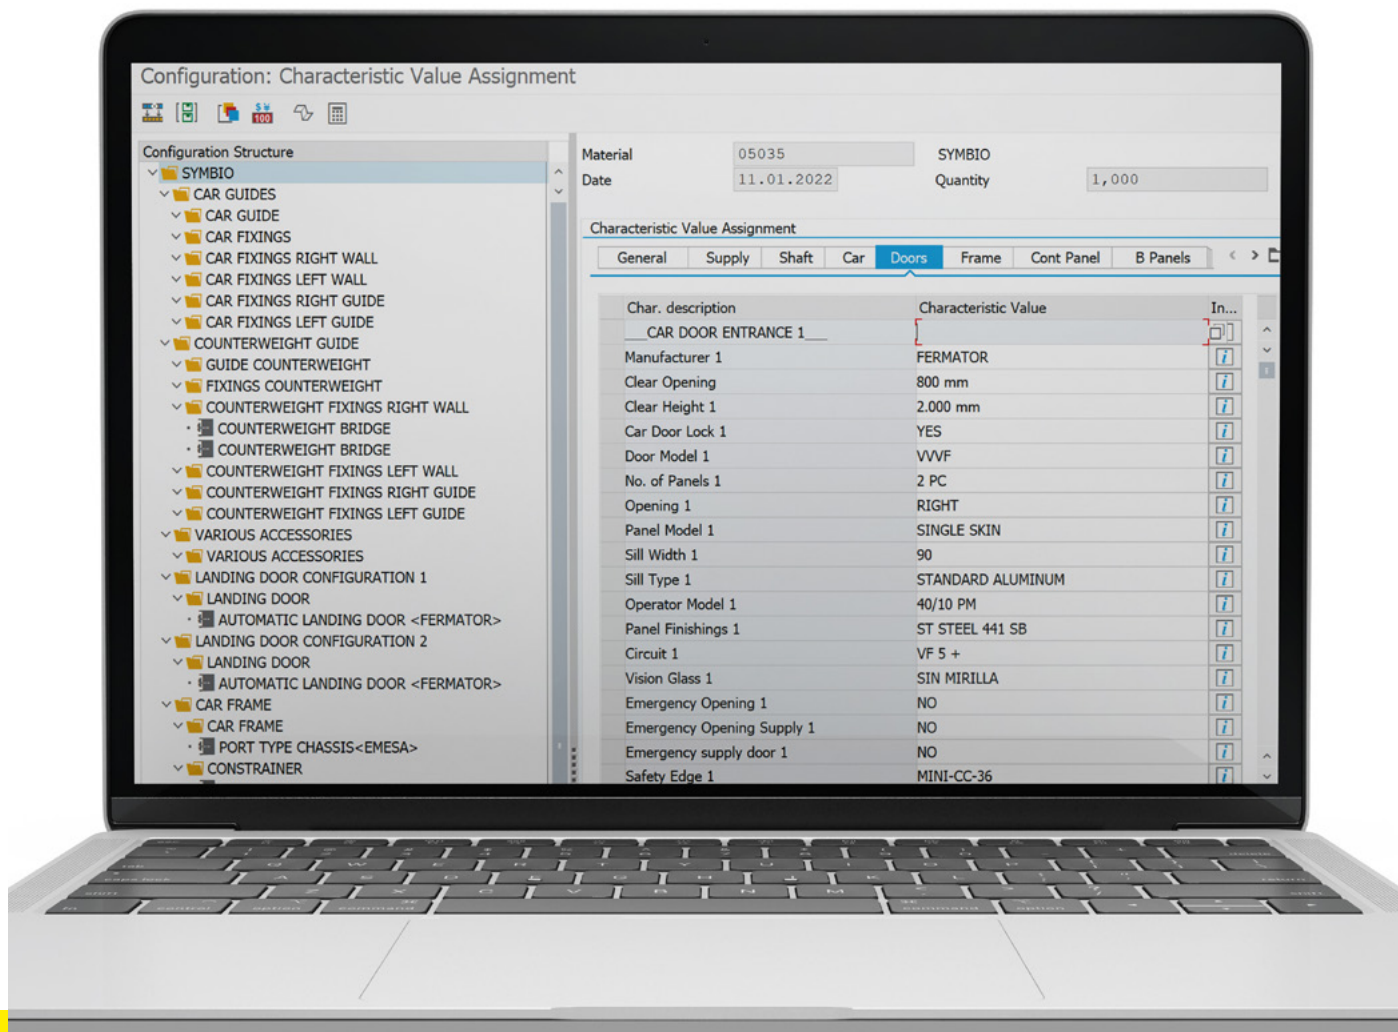 Configuration: Characteristic Value Assignment
Configuration Structure
SYMBIO
CAR GUIDES
CAR GUIDE
CAR FIXINGS
CAR FIXINGS RIGHT WALL
CAR FIXINGS LEFT WALL
CAR FIXINGS RIGHT GUIDE
CAR FIXINGS LEFT GUIDE
COUNTERWEIGHT GUIDE
GUIDE COUNTERWEIGHT
FIXINGS COUNTERWEIGHT
COUNTERWEIGHT FIXINGS RIGHT WALL
COUNTERWEIGHT BRIDGE
COUNTERWEIGHT BRIDGE
COUNTERWEIGHT FIXINGS LEFT WALL
COUNTERWEIGHT FIXINGS RIGHT GUIDE
COUNTERWEIGHT FIXINGS LEFT GUIDE
VARIOUS ACCESSORIES
VARIOUS ACCESSORIES
LANDING DOOR CONFIGURATION 1
LANDING DOOR
AUTOMATIC LANDING DOOR <FERMATOR>
LANDING DOOR CONFIGURATION 2
LANDING DOOR
AUTOMATIC LANDING DOOR <FERMATOR>
CAR FRAME
CAR FRAME
PORT TYPE CHASSIS<EMESA>
CONSTRAINER
Material 05035 SYMBIO
Date 11.01.2022 Quantity 1,000
Characteristic Value Assignment
General Supply Shaft Car Doors Frame Cont Panel B Panels
Char. description Characteristic Value In...
___CAR DOOR ENTRANCE 1___
Manufacturer 1 FERMATOR
Clear Opening 800 mm
Clear Height 1 2.000 mm
Car Door Lock 1 YES
Door Model 1 VVVF
No. of Panels 1 2 PC
Opening 1 RIGHT
Panel Model 1 SINGLE SKIN
Sill Width 1 90
Sill Type 1 STANDARD ALUMINUM
Operator Model 1 40/10 PM
Panel Finishings 1 ST STEEL 441 SB
Circuit 1 VF 5 +
Vision Glass 1 SIN MIRILLA
Emergency Opening 1 NO
Emergency Opening Supply 1 NO
Emergency supply door 1 NO
Safety Edge 1 MINI-CC-36